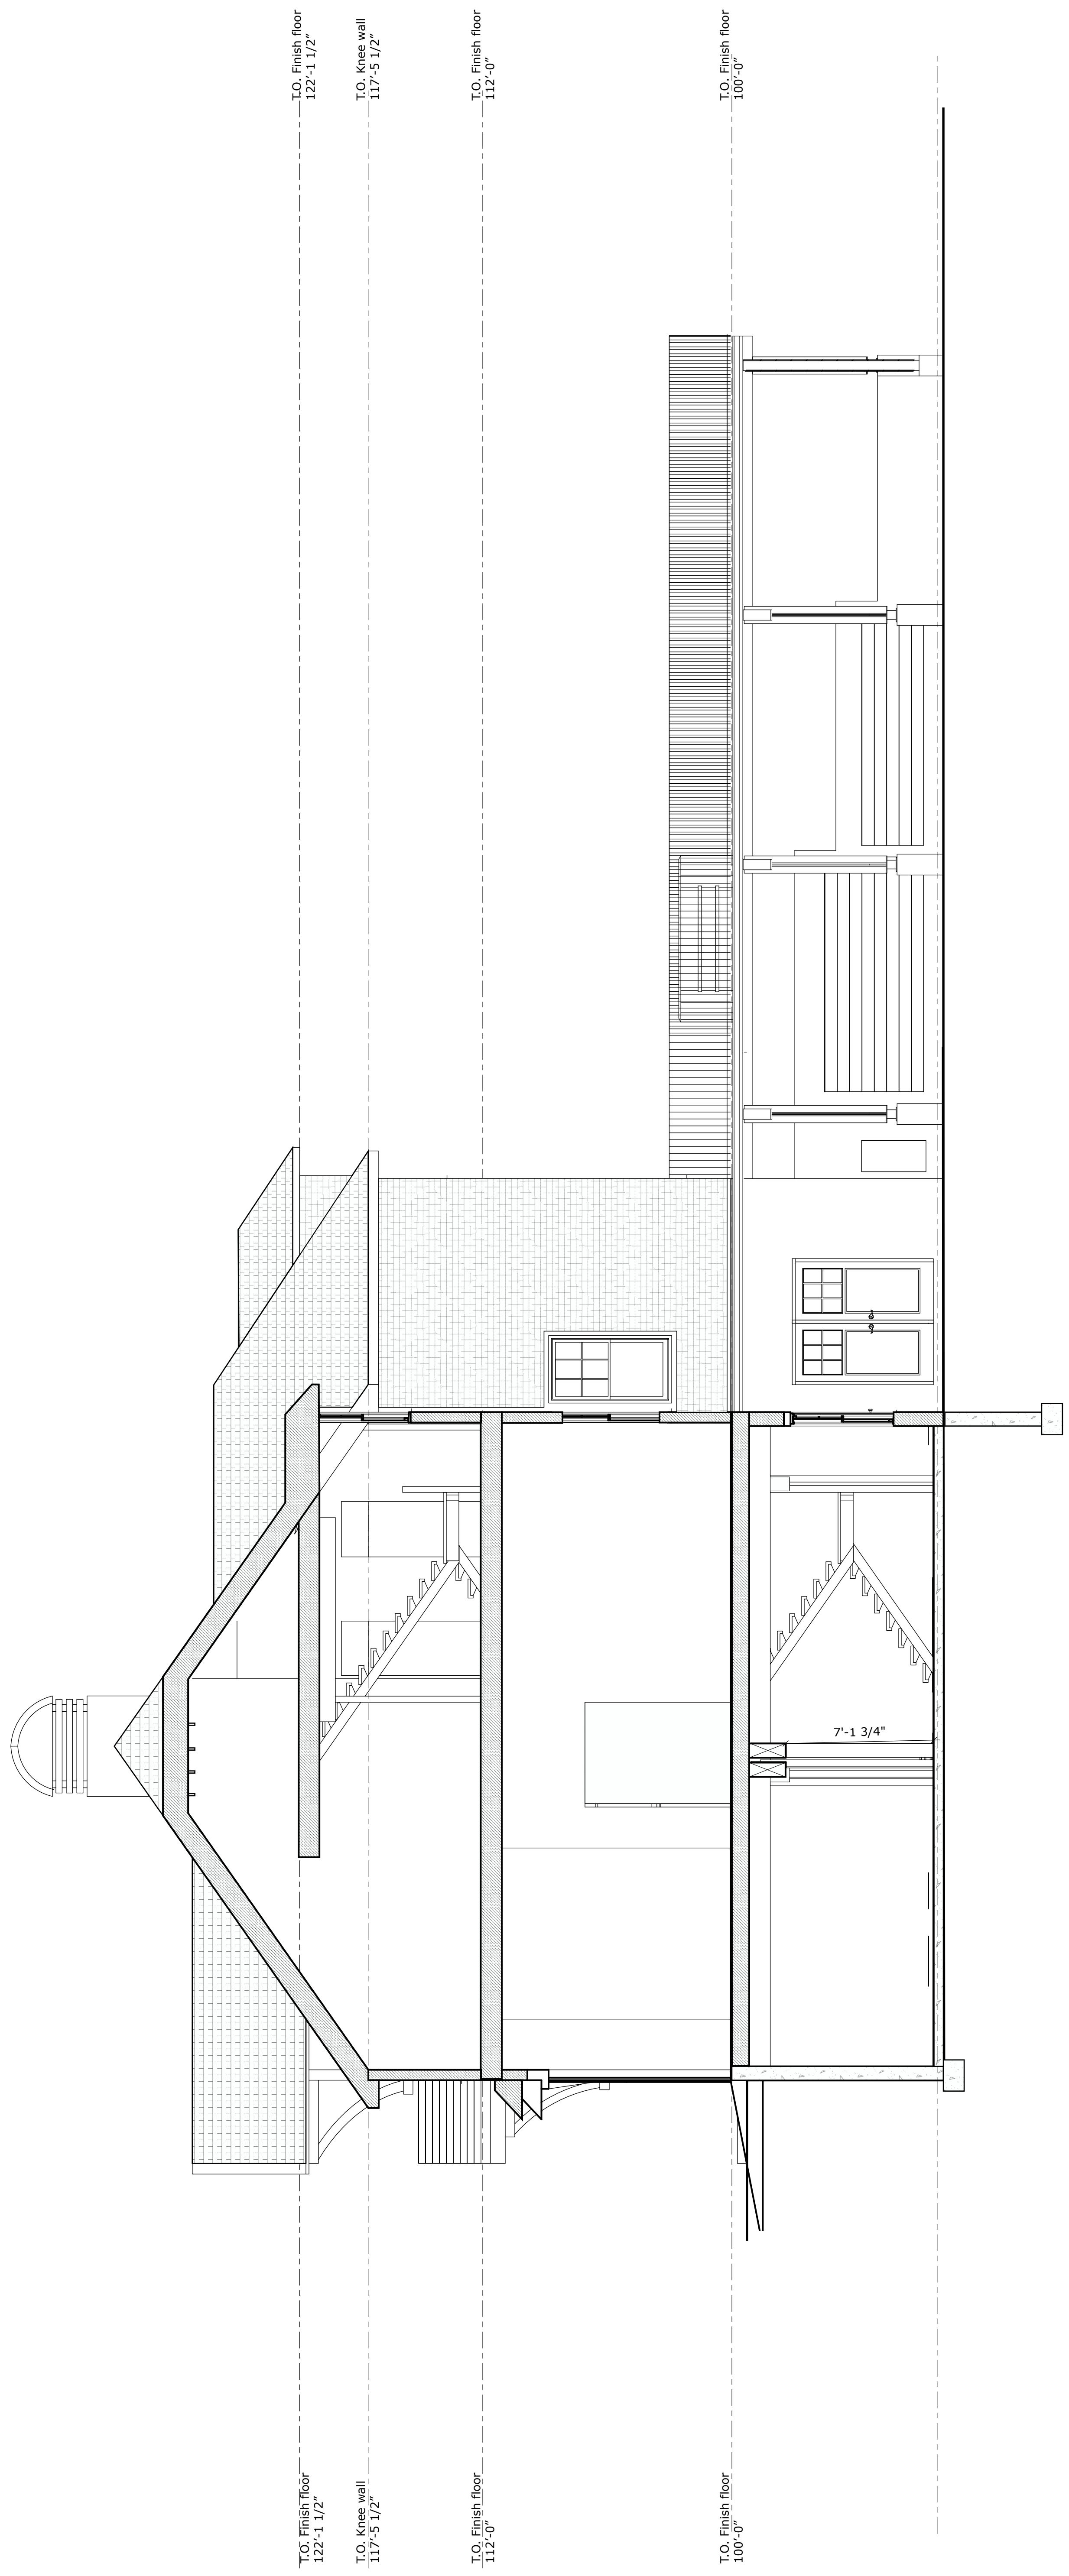 T.O. Finish floor
122’-1 1/2”
T.O. Knee wall
117’-5 1/2”
T.O. Finish floor
112’-0”
T.O. Finish floor
100’-0”
7'-1 3/4"
T.O. Finish floor
122’-1 1/2”
T.O. Knee wall
117’-5 1/2”
T.O. Finish floor
112’-0”
T.O. Finish floor
100’-0”